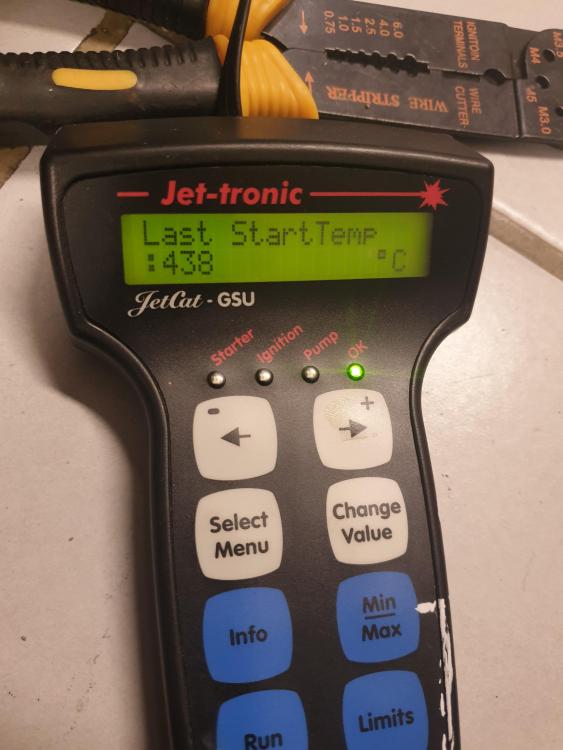 6.0
4.0
2.5
1.5
1.0
0.75
WIRE STRIPPER
IGNITION
TERMINALS
WIRE
CUTTER
M3.5
M4
M5
M3.0
Jet-tronic
Last StartTemp
:438 °C
JetCat - GSU
Starter
Ignition
Pump
OK
-
+
Select
Menu
Change
Value
Info
Min
Max
Run
Limits